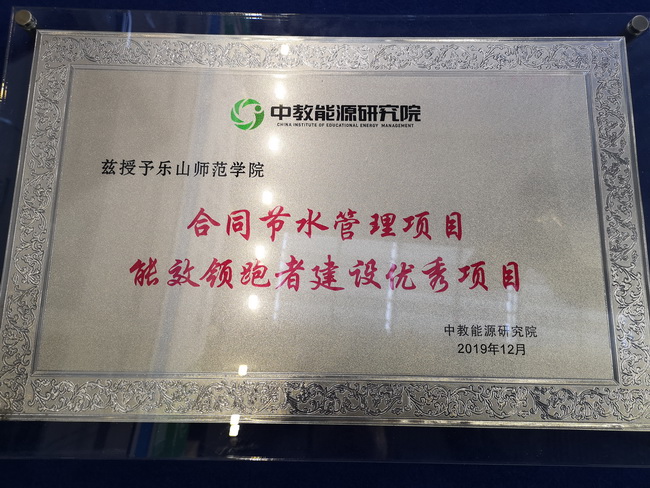 中教能源研究院
CHINA INSTITUTE OF EDUCATIONAL ENERGY MANAGEMENT
兹授予乐山师范学院
合同节水管理项目
能效领跑者建设优秀项目
中教能源研究院
2019年12月